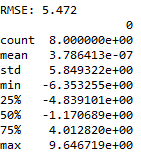 RMSE: 5.472
0
count 8.000000e+00
mean 3.786413e-07
std 5.849322e+00
min -6.353255e+00
25% -4.839101e+00
50% -1.170689e+00
75% 4.012820e+00
max 9.646719e+00